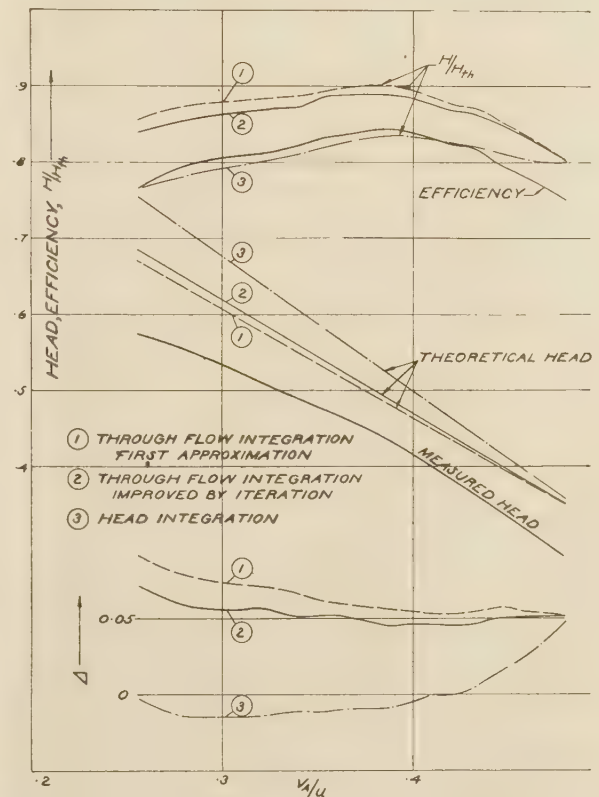 H/Hth
1
.9
2
.8
3
EFFICIENCY
HEAD, EFFICIENCY, H/Hth
.7
3
2
.6
1
THEORETICAL HEAD
.5
1 THROUGH FLOW INTEGRATION
FIRST APPROXIMATION
.4
MEASURED HEAD
2 THROUGH FLOW INTEGRATION
IMPROVED BY ITERATION
3 HEAD INTEGRATION
1
0.05
2
Δ
0
3
.2
.3
.4
VA/u